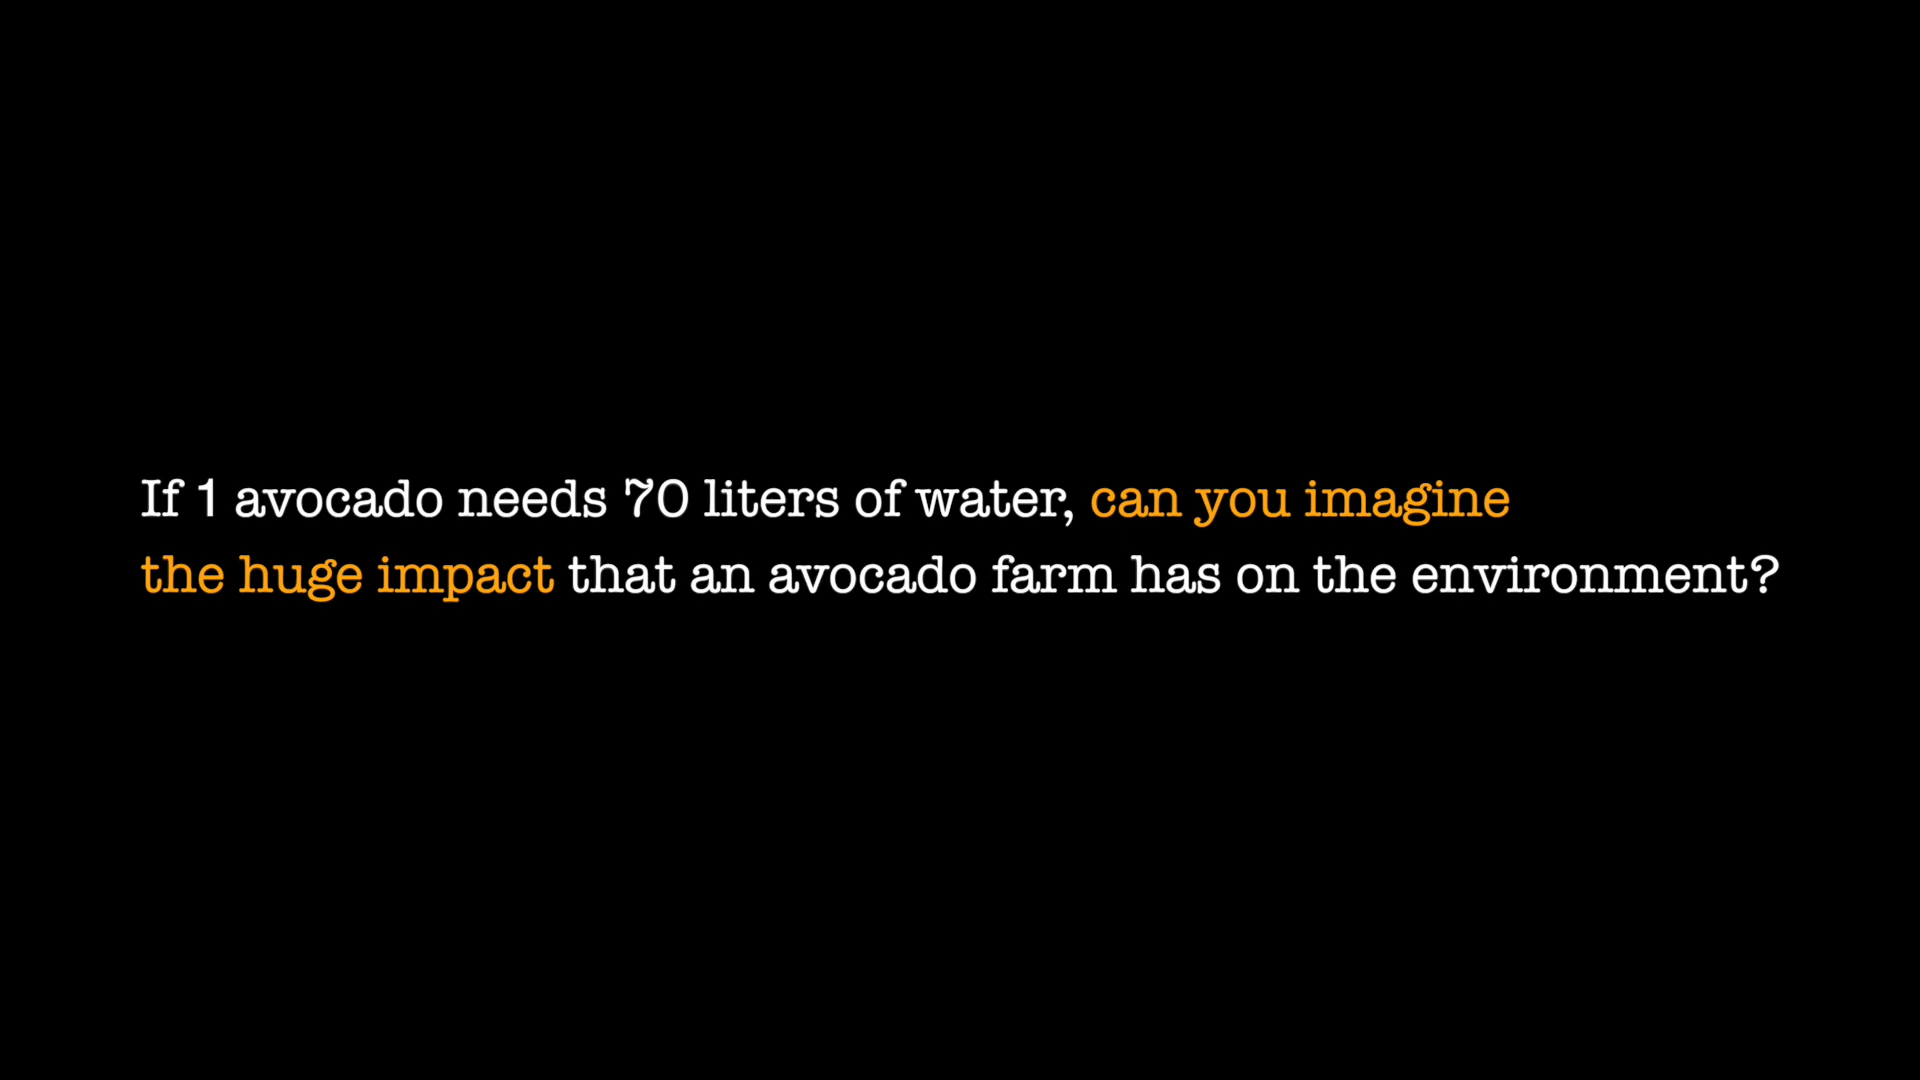 If 1 avocado needs 70 liters of water, can you imagine
the huge impact that an avocado farm has on the environment?